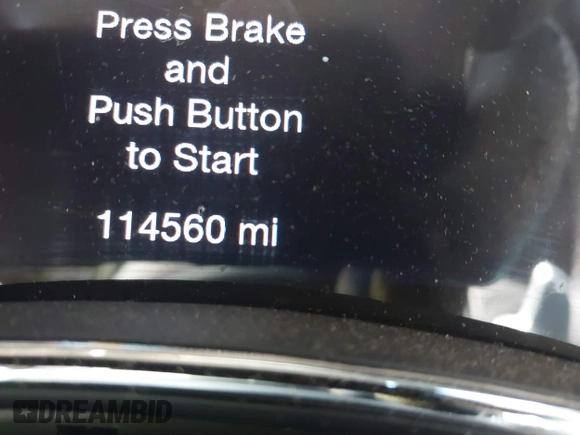 Press Brake
and
Push Button
to Start
114560 mi
DREAMBID